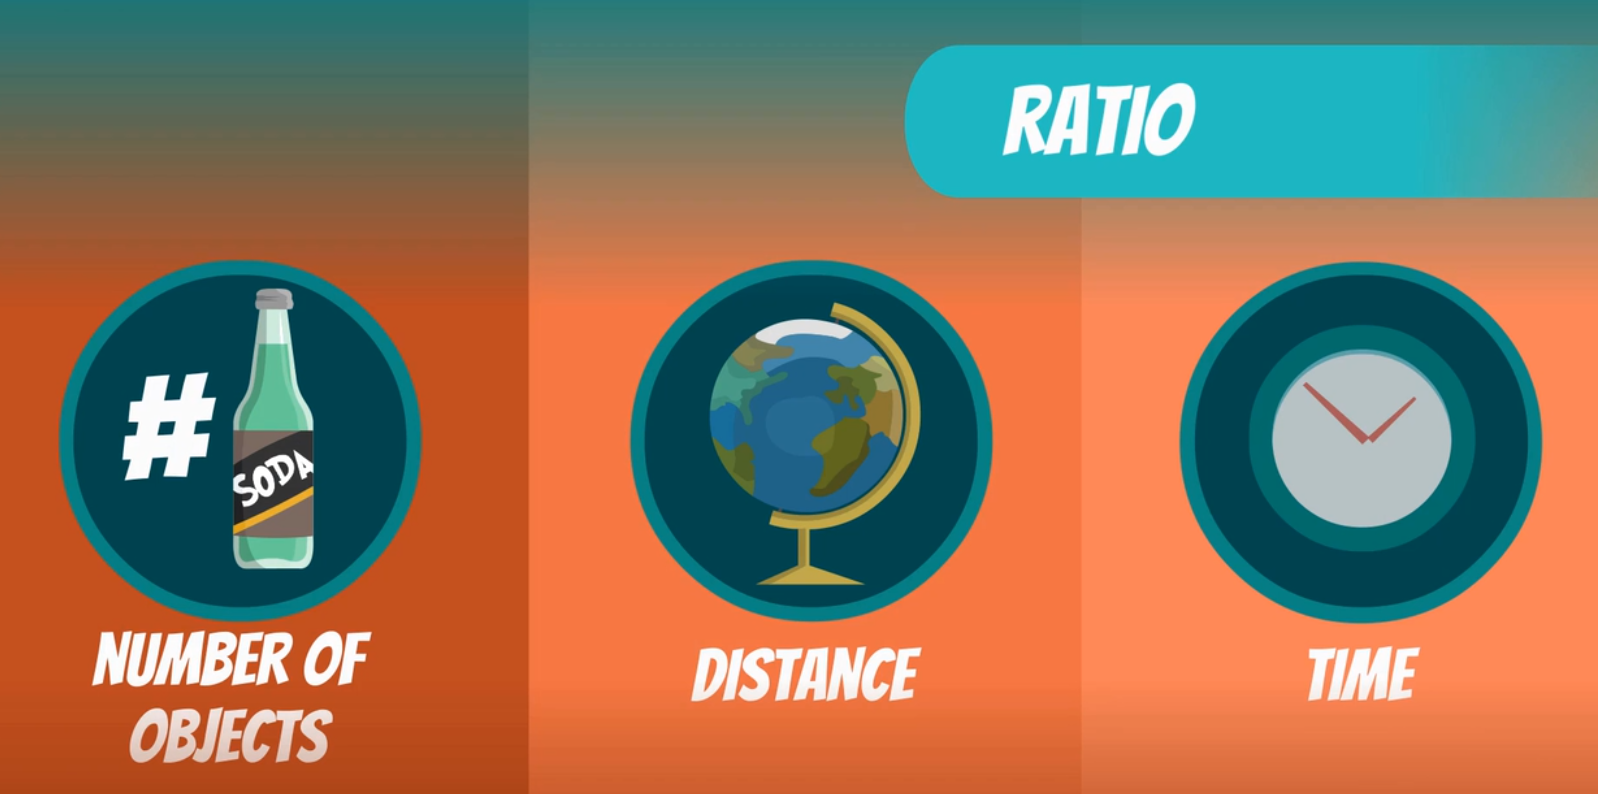 RATIO
#
SODA
NUMBER OF
OBJECTS
DISTANCE
TIME